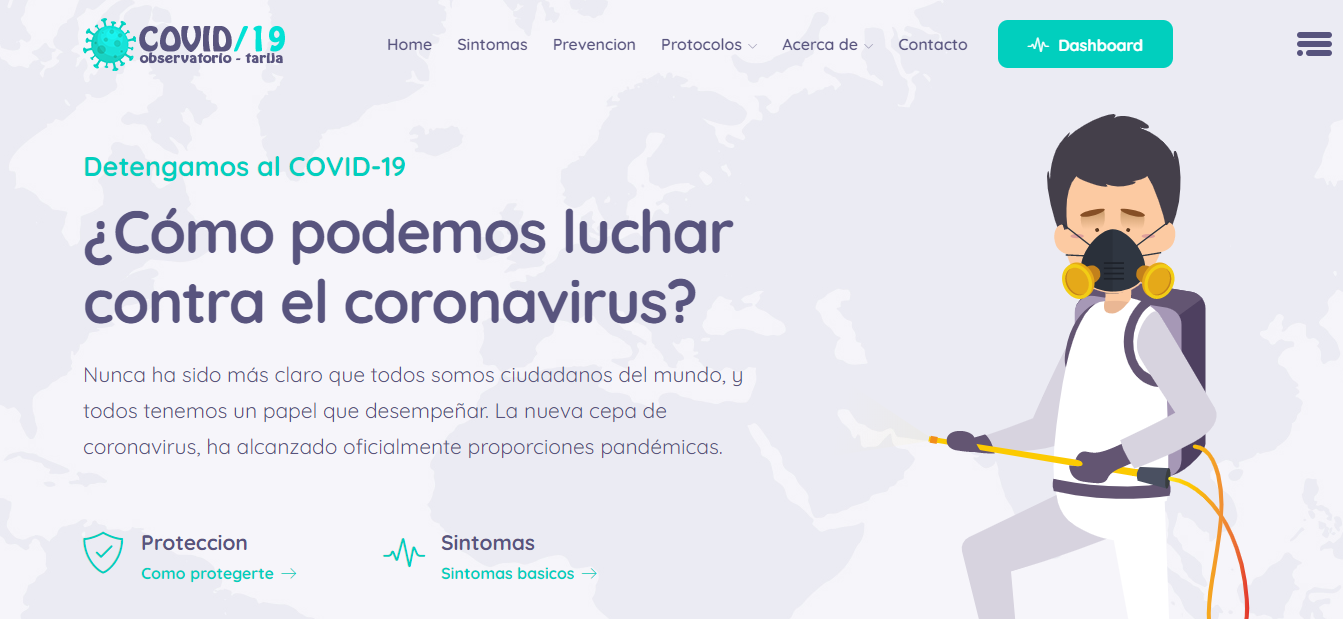 COVID/19
observatorio - tarija
Home Sintomas Prevencion Protocolos Acerca de Contacto Dashboard
Detengamos al COVID-19
¿Cómo podemos luchar
contra el coronavirus?
Nunca ha sido más claro que todos somos ciudadanos del mundo, y
todos tenemos un papel que desempeñar. La nueva cepa de
coronavirus, ha alcanzado oficialmente proporciones pandémicas.
Proteccion
Como protegerte →
Sintomas
Sintomas basicos →